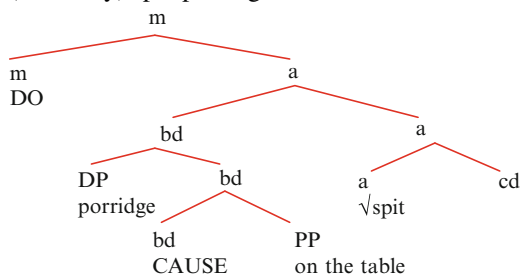 m
m
DO
a
bd
a
DP
porridge
bd
a
√spit
cd
bd
CAUSE
PP
on the table